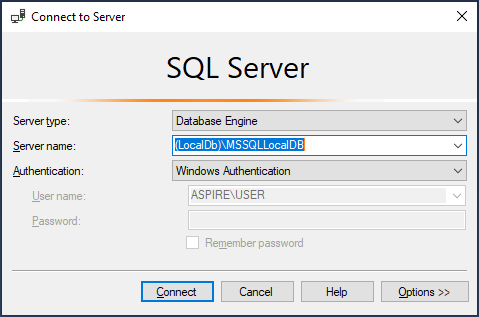 Connect to Server
SQL Server
Server type: Database Engine
Server name: (LocalDb)\MSSQLLocalDB
Authentication: Windows Authentication
User name: ASPIRE\USER
Password:
Remember password
Connect Cancel Help Options >>